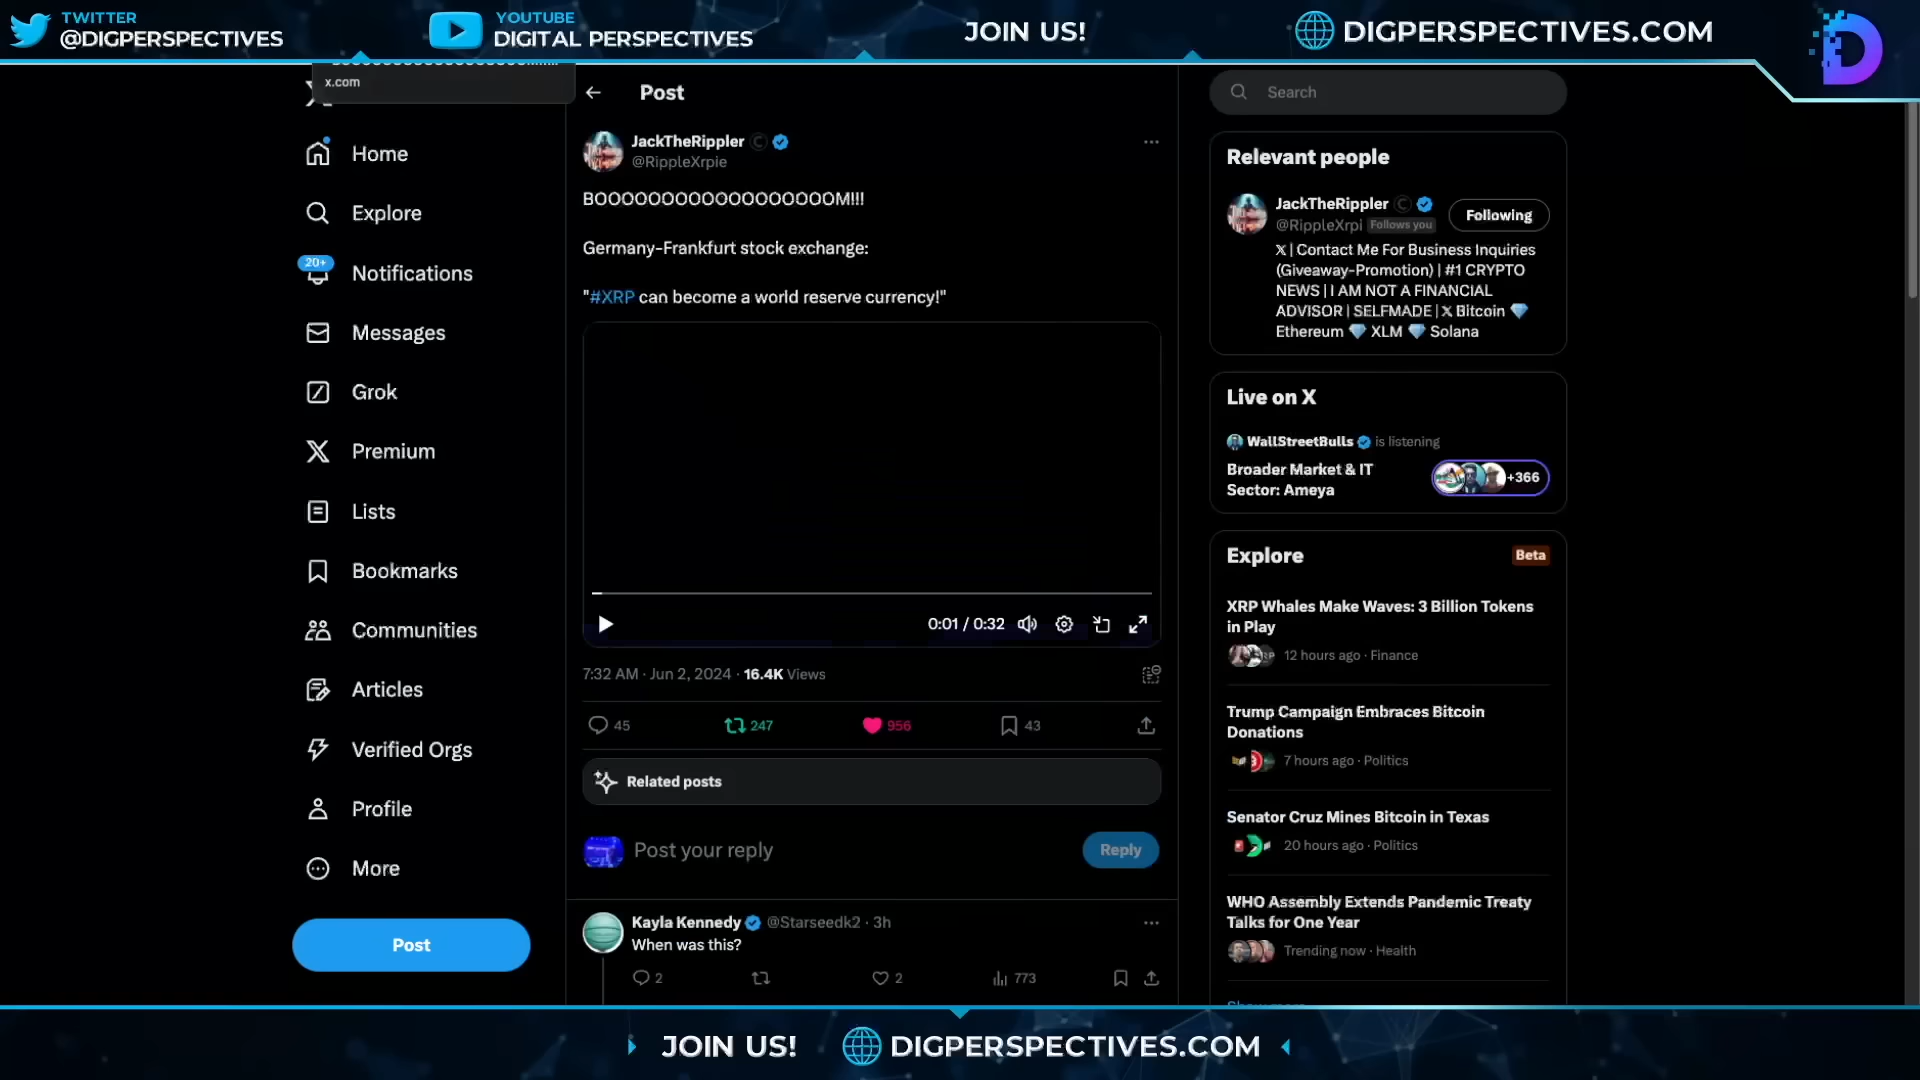 TWITTER
@DIGPERSPECTIVES
YOUTUBE
DIGITAL PERSPECTIVES
JOIN US!
DIGPERSPECTIVES.COM
x.com
Home
Explore
20+
Notifications
Messages
Grok
Premium
Lists
Bookmarks
Communities
Articles
Verified Orgs
Profile
More
Post
Post
JackTheRippler
@RippleXrpie
BOOOOOOOOOOOOOOOOOOM!!!
Germany-Frankfurt stock exchange:
"#XRP can become a world reserve currency!"
0:01 / 0:32
7:32 AM · Jun 2, 2024 · 16.4K Views
45
247
956
43
Related posts
Post your reply
Reply
Kayla Kennedy @Starseedk2 · 3h
When was this?
2
2
773
Search
Relevant people
JackTheRippler
@RippleXrpi Follows you
Following
X | Contact Me For Business Inquiries
(Giveaway-Promotion) | #1 CRYPTO
NEWS | I AM NOT A FINANCIAL
ADVISOR | SELFMADE | X Bitcoin 💎
Ethereum 💎 XLM 💎 Solana
Live on X
WallStreetBulls is listening
Broader Market & IT
Sector: Ameya
+366
Explore
Beta
XRP Whales Make Waves: 3 Billion Tokens
in Play
12 hours ago · Finance
Trump Campaign Embraces Bitcoin
Donations
7 hours ago · Politics
Senator Cruz Mines Bitcoin in Texas
20 hours ago · Politics
WHO Assembly Extends Pandemic Treaty
Talks for One Year
Trending now · Health
Show more
JOIN US!
DIGPERSPECTIVES.COM